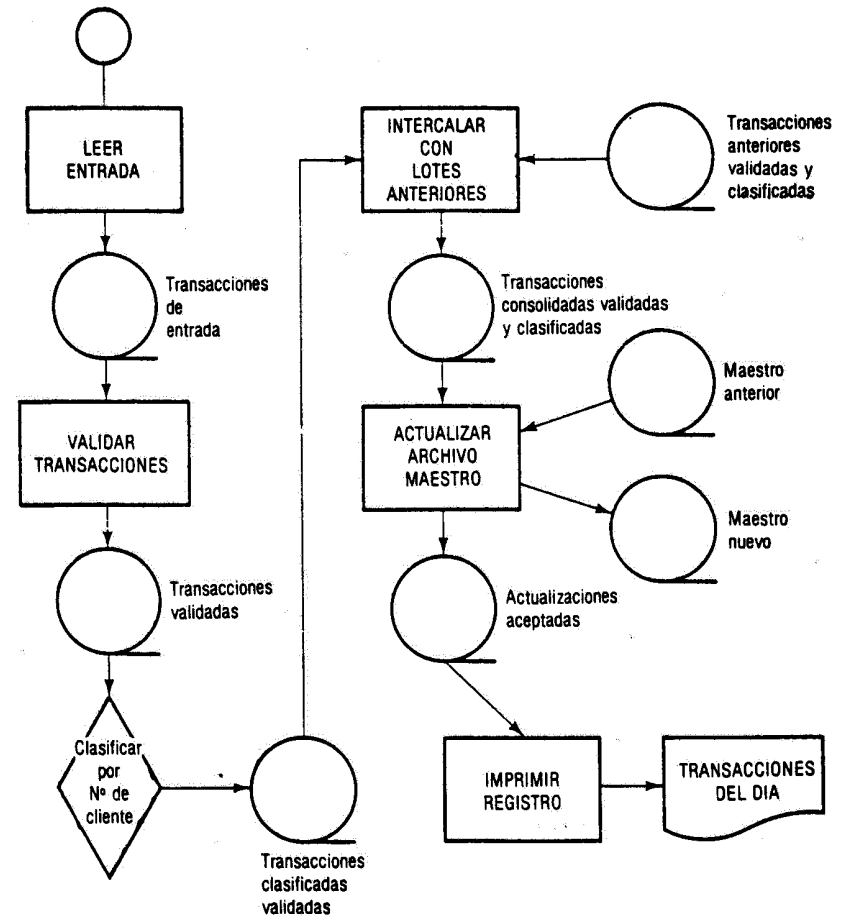 LEER
ENTRADA
Transacciones
de
entrada
VALIDAR
TRANSACCIONES
Transacciones
validadas
Clasificar
por
Nº de
cliente
Transacciones
clasificadas
validadas
INTERCALAR
CON
LOTES
ANTERIORES
Transacciones
anteriores
validadas y
clasificadas
Transacciones
consolidadas validadas
y clasificadas
Maestro
anterior
ACTUALIZAR
ARCHIVO
MAESTRO
Maestro
nuevo
Actualizaciones
aceptadas
IMPRIMIR
REGISTRO
TRANSACCIONES
DEL DIA